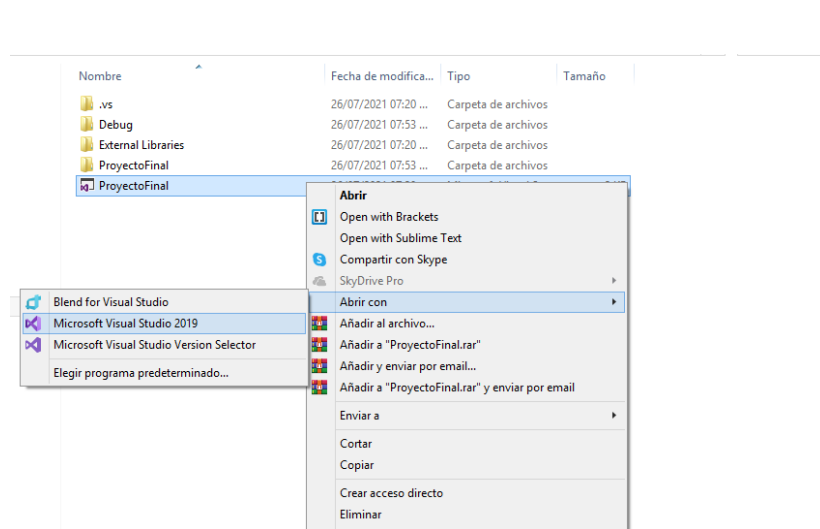 Nombre Fecha de modifica... Tipo Tamaño
.vs 26/07/2021 07:20 ... Carpeta de archivos
Debug 26/07/2021 07:53 ... Carpeta de archivos
External Libraries 26/07/2021 07:20 ... Carpeta de archivos
ProyectoFinal 26/07/2021 07:53 ... Carpeta de archivos
ProyectoFinal
Abrir
Open with Brackets
Open with Sublime Text
Compartir con Skype
SkyDrive Pro
Abrir con
Blend for Visual Studio
Microsoft Visual Studio 2019
Microsoft Visual Studio Version Selector
Elegir programa predeterminado...
Añadir al archivo...
Añadir a "ProyectoFinal.rar"
Añadir y enviar por email...
Añadir a "ProyectoFinal.rar" y enviar por email
Enviar a
Cortar
Copiar
Crear acceso directo
Eliminar